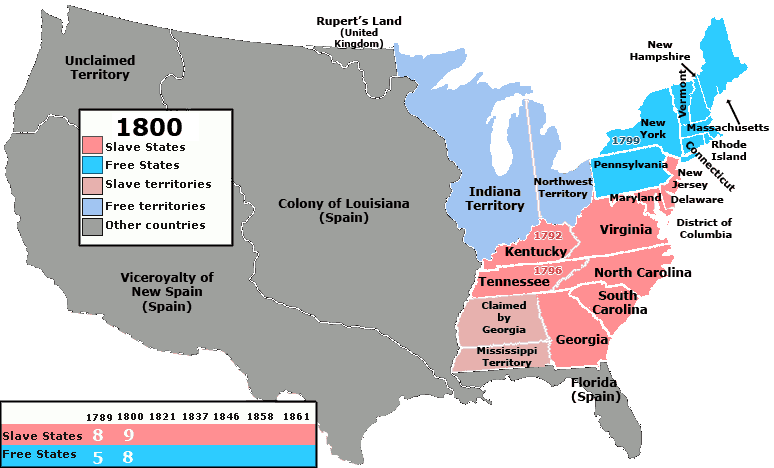 Rupert's Land
(United
Kingdom)
Unclaimed
Territory
New
Hampshire
Vermont
Massachusetts
New
York
1799
Rhode
Island
Connecticut
Pennsylvania
New
Jersey
Delaware
Maryland
District of
Columbia
1800
Slave States
Free States
Slave territories
Free territories
Other countries
Colony of Louisiana
(Spain)
Indiana
Territory
Northwest
Territory
Viceroyalty of
New Spain
(Spain)
1792
Kentucky
Virginia
1796
Tennessee
North Carolina
South
Carolina
Claimed
by
Georgia
Georgia
Mississippi
Territory
Florida
(Spain)
1789 1800 1821 1837 1846 1858 1861
Slave States 8 9
Free States 5 8